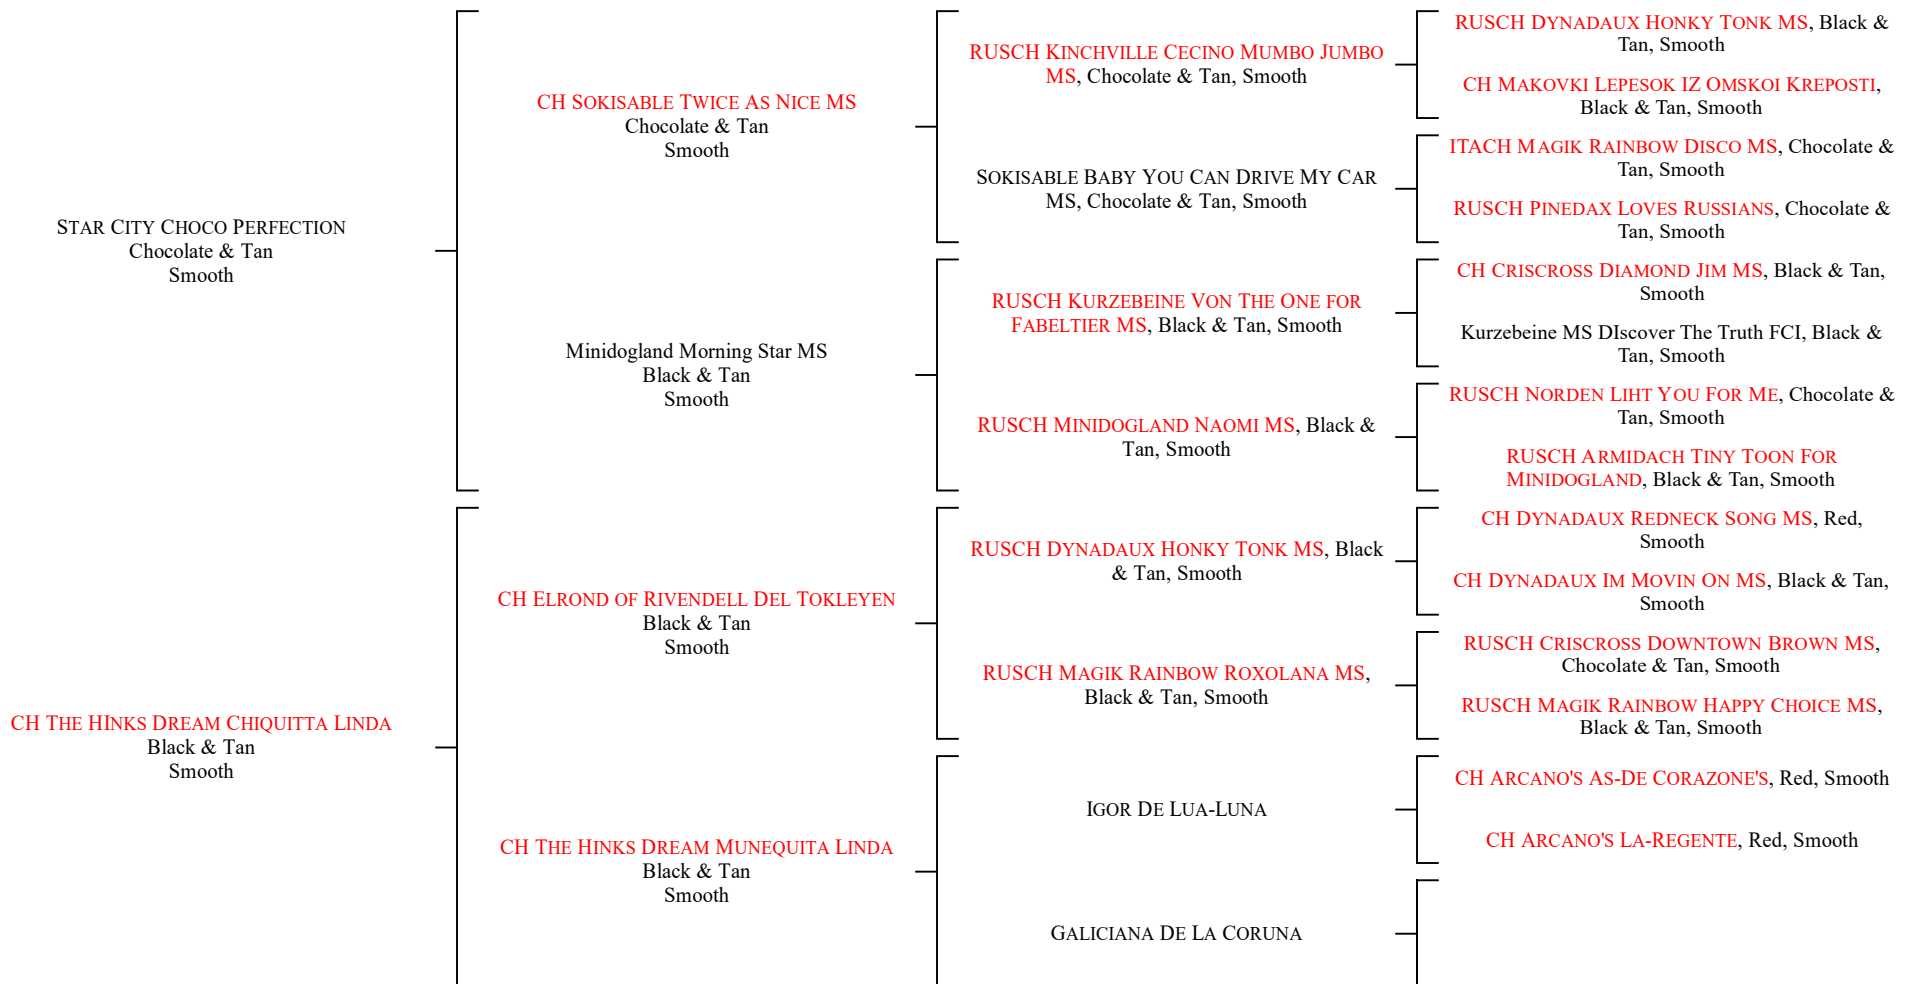 STAR CITY CHOCO PERFECTION
Chocolate & Tan
Smooth
CH THE HINKS DREAM CHIQUITTA LINDA
Black & Tan
Smooth
CH SOKISABLE TWICE AS NICE MS
Chocolate & Tan
Smooth
Minidogland Morning Star MS
Black & Tan
Smooth
CH ELROND OF RIVENDELL DEL TOKLEYEN
Black & Tan
Smooth
CH THE HINKS DREAM MUNEQUITA LINDA
Black & Tan
Smooth
RUSCH KINCHVILLE CECINO MUMBO JUMBO
MS, Chocolate & Tan, Smooth
SOKISABLE BABY YOU CAN DRIVE MY CAR
MS, Chocolate & Tan, Smooth
RUSCH KURZEBEINE VON THE ONE FOR
FABELTIER MS, Black & Tan, Smooth
RUSCH MINIDOGLAND NAOMI MS, Black &
Tan, Smooth
RUSCH DYNADAUX HONKY TONK MS, Black
& Tan, Smooth
RUSCH MAGIK RAINBOW ROXOLANA MS,
Black & Tan, Smooth
IGOR DE LUA-LUNA
GALICIANA DE LA CORUNA
RUSCH DYNADAUX HONKY TONK MS, Black &
Tan, Smooth
CH MAKOVKI LEPESOK IZ OMSKOI KREPOSTI,
Black & Tan, Smooth
ITACH MAGIK RAINBOW DISCO MS, Chocolate &
Tan, Smooth
RUSCH PINEDAX LOVES RUSSIANS, Chocolate &
Tan, Smooth
CH CRISCROSS DIAMOND JIM MS, Black & Tan,
Smooth
Kurzebeine MS DIscover The Truth FCI, Black &
Tan, Smooth
RUSCH NORDEN LIHT YOU FOR ME, Chocolate &
Tan, Smooth
RUSCH ARMIDACH TINY TOON FOR
MINIDOGLAND, Black & Tan, Smooth
CH DYNADAUX REDNECK SONG MS, Red,
Smooth
CH DYNADAUX IM MOVIN ON MS, Black & Tan,
Smooth
RUSCH CRISCROSS DOWNTOWN BROWN MS,
Chocolate & Tan, Smooth
RUSCH MAGIK RAINBOW HAPPY CHOICE MS,
Black & Tan, Smooth
CH ARCANO'S AS-DE CORAZONE'S, Red, Smooth
CH ARCANO'S LA-REGENTE, Red, Smooth